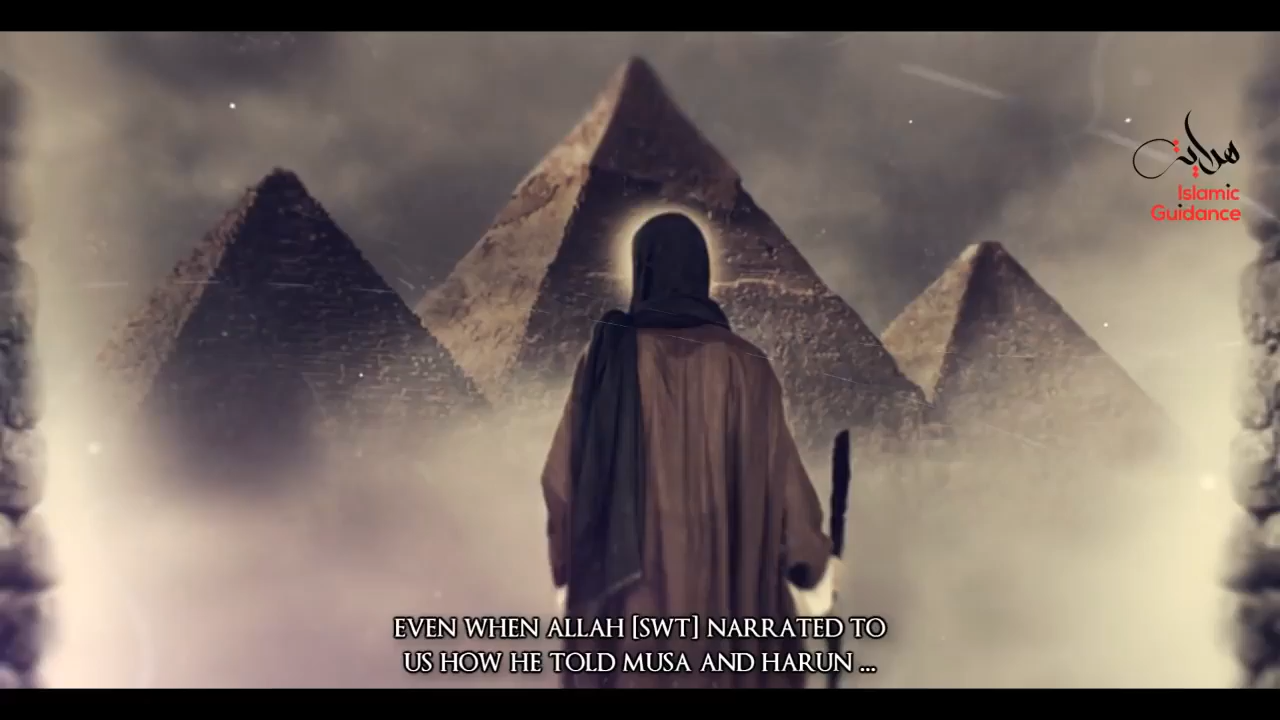 هداية
Islamic
Guidance
EVEN WHEN ALLAH [SWT] NARRATED TO
US HOW HE TOLD MUSA AND HARUN ...